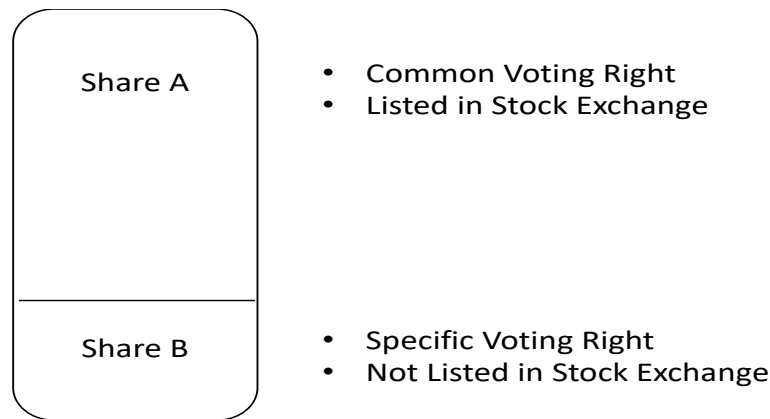 Share A
• Common Voting Right
• Listed in Stock Exchange
Share B
• Specific Voting Right
• Not Listed in Stock Exchange